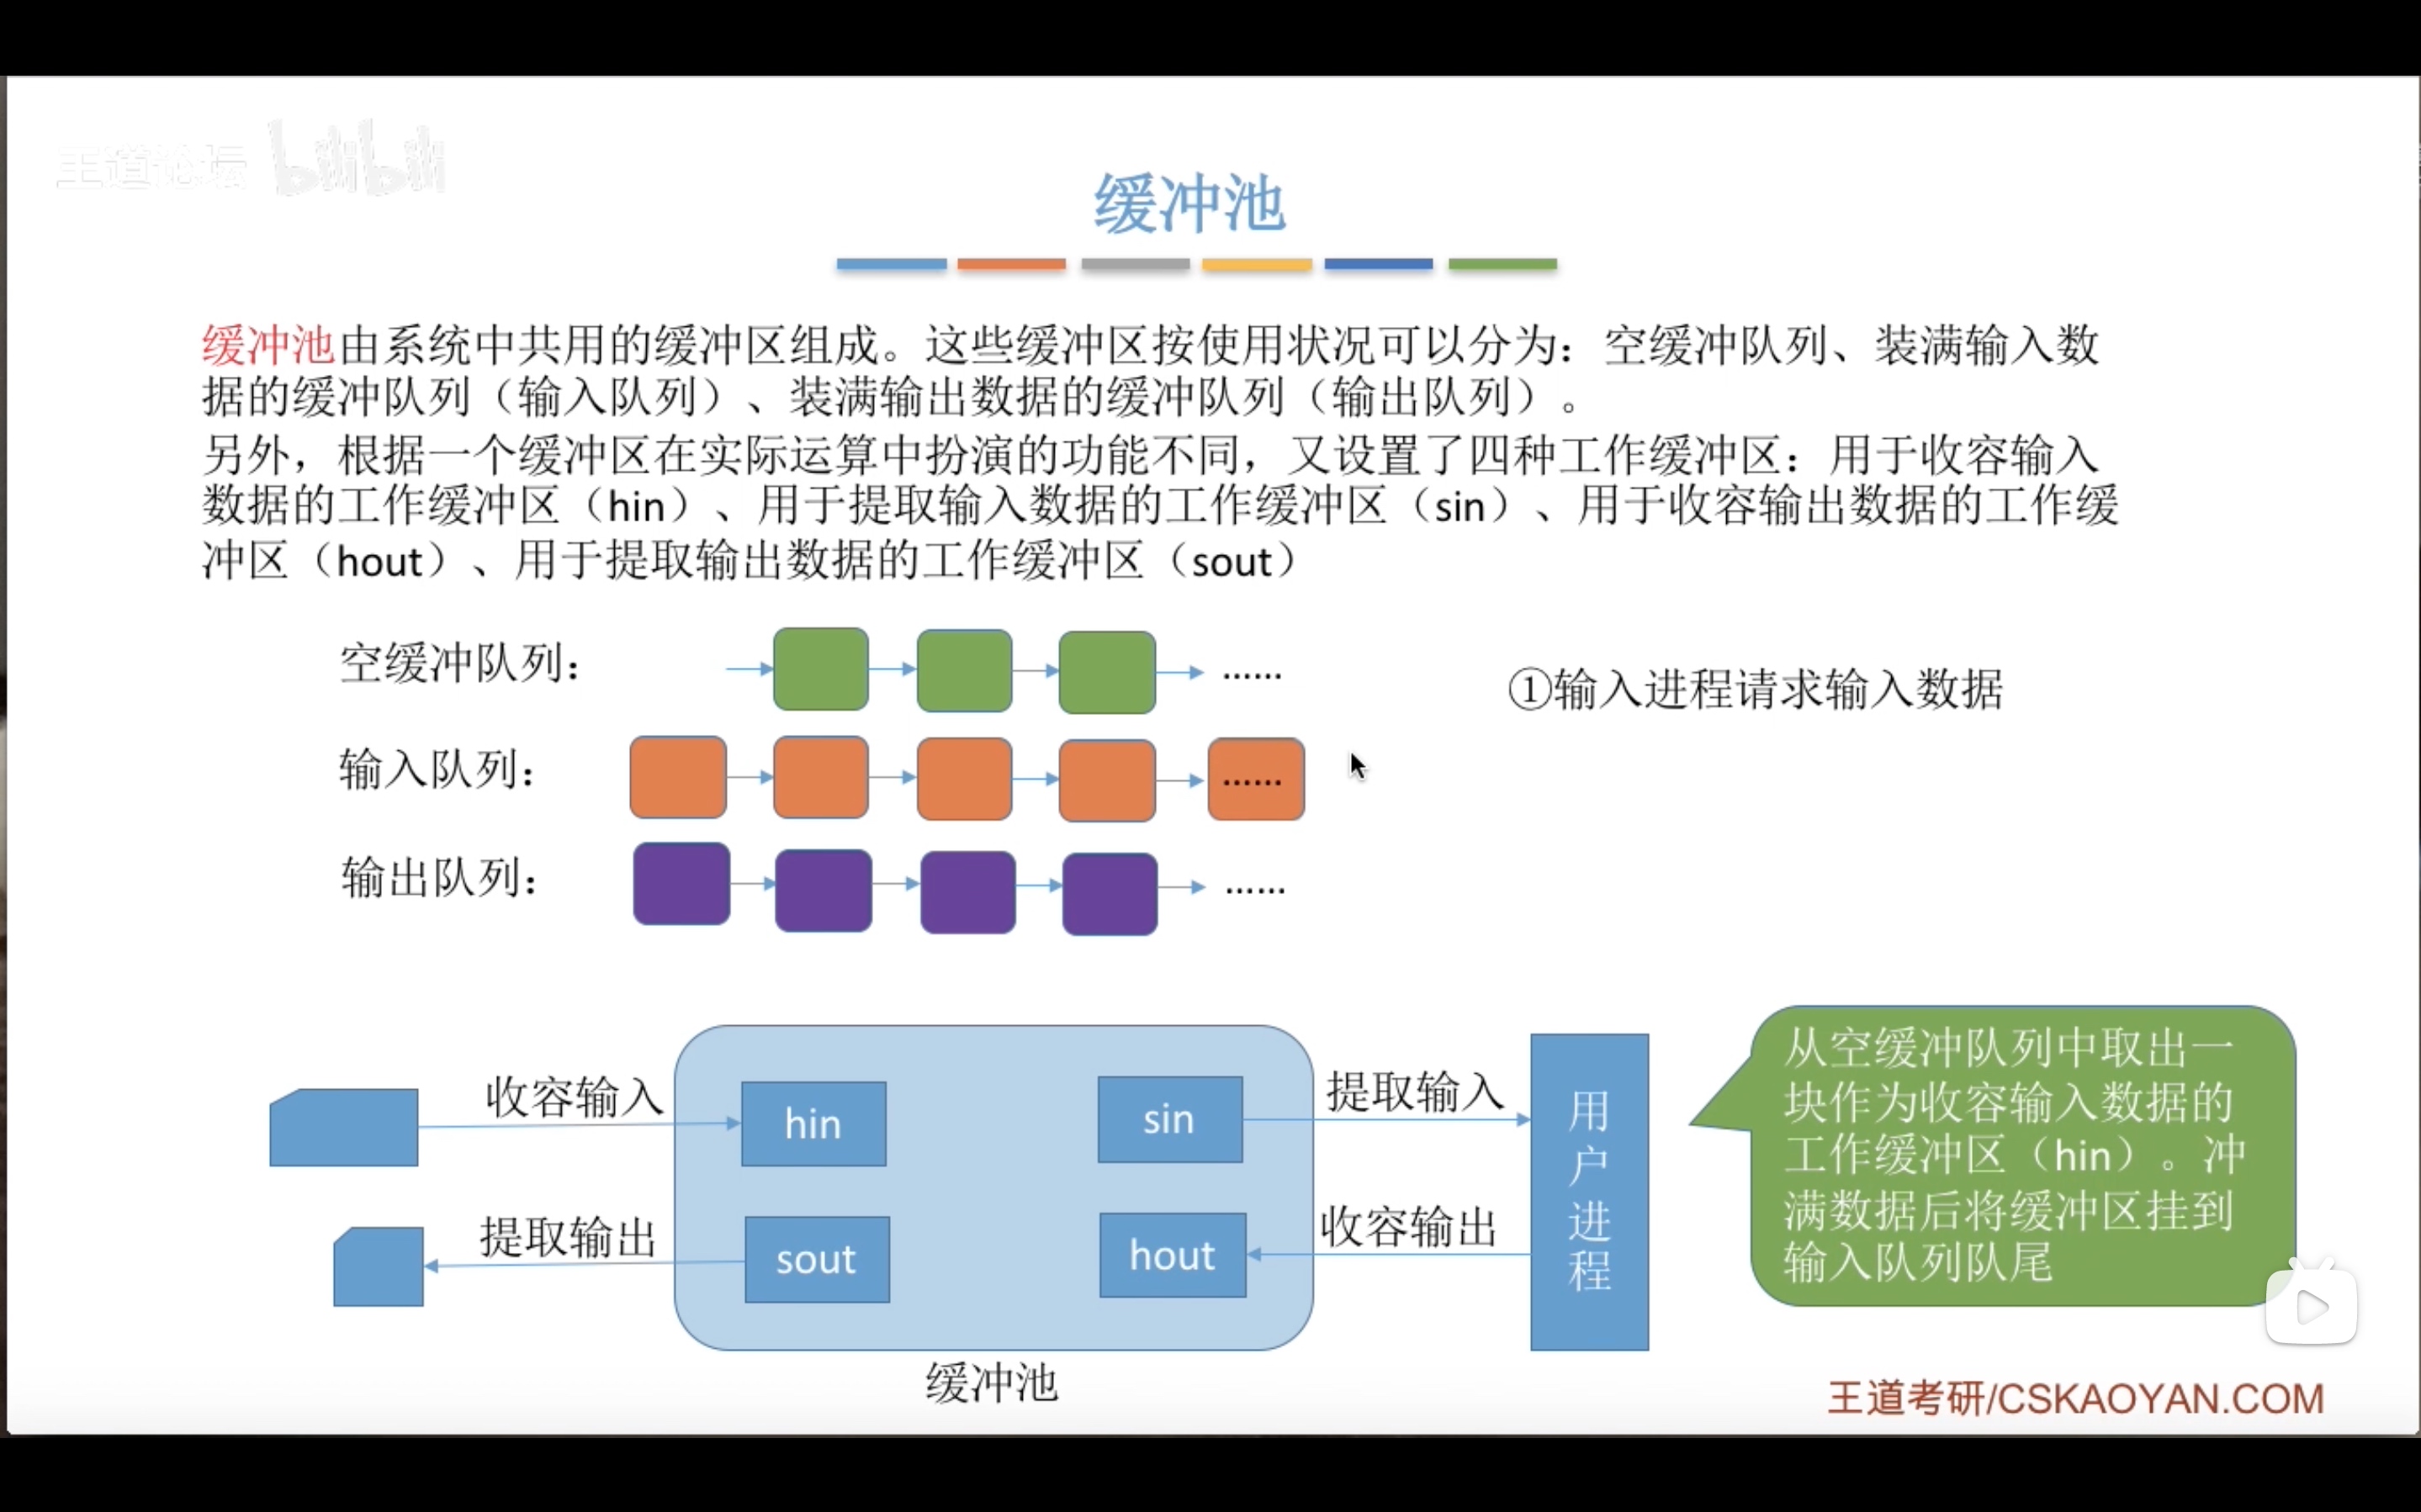 王道论坛 bilibili
缓冲池
缓冲池由系统中共用的缓冲区组成。这些缓冲区按使用状况可以分为：空缓冲队列、装满输入数
据的缓冲队列（输入队列）、装满输出数据的缓冲队列（输出队列）。
另外，根据一个缓冲区在实际运算中扮演的功能不同，又设置了四种工作缓冲区：用于收容输入
数据的工作缓冲区（hin）、用于提取输入数据的工作缓冲区（sin）、用于收容输出数据的工作缓
冲区（hout）、用于提取输出数据的工作缓冲区（sout）
空缓冲队列：
......
①输入进程请求输入数据
输入队列：
......
输出队列：
......
收容输入
hin
sin
提取输入
提取输出
sout
hout
收容输出
用
户
进
程
从空缓冲队列中取出一
块作为收容输入数据的
工作缓冲区（hin）。冲
满数据后将缓冲区挂到
输入队列队尾
缓冲池
王道考研/CSKAOYAN.COM